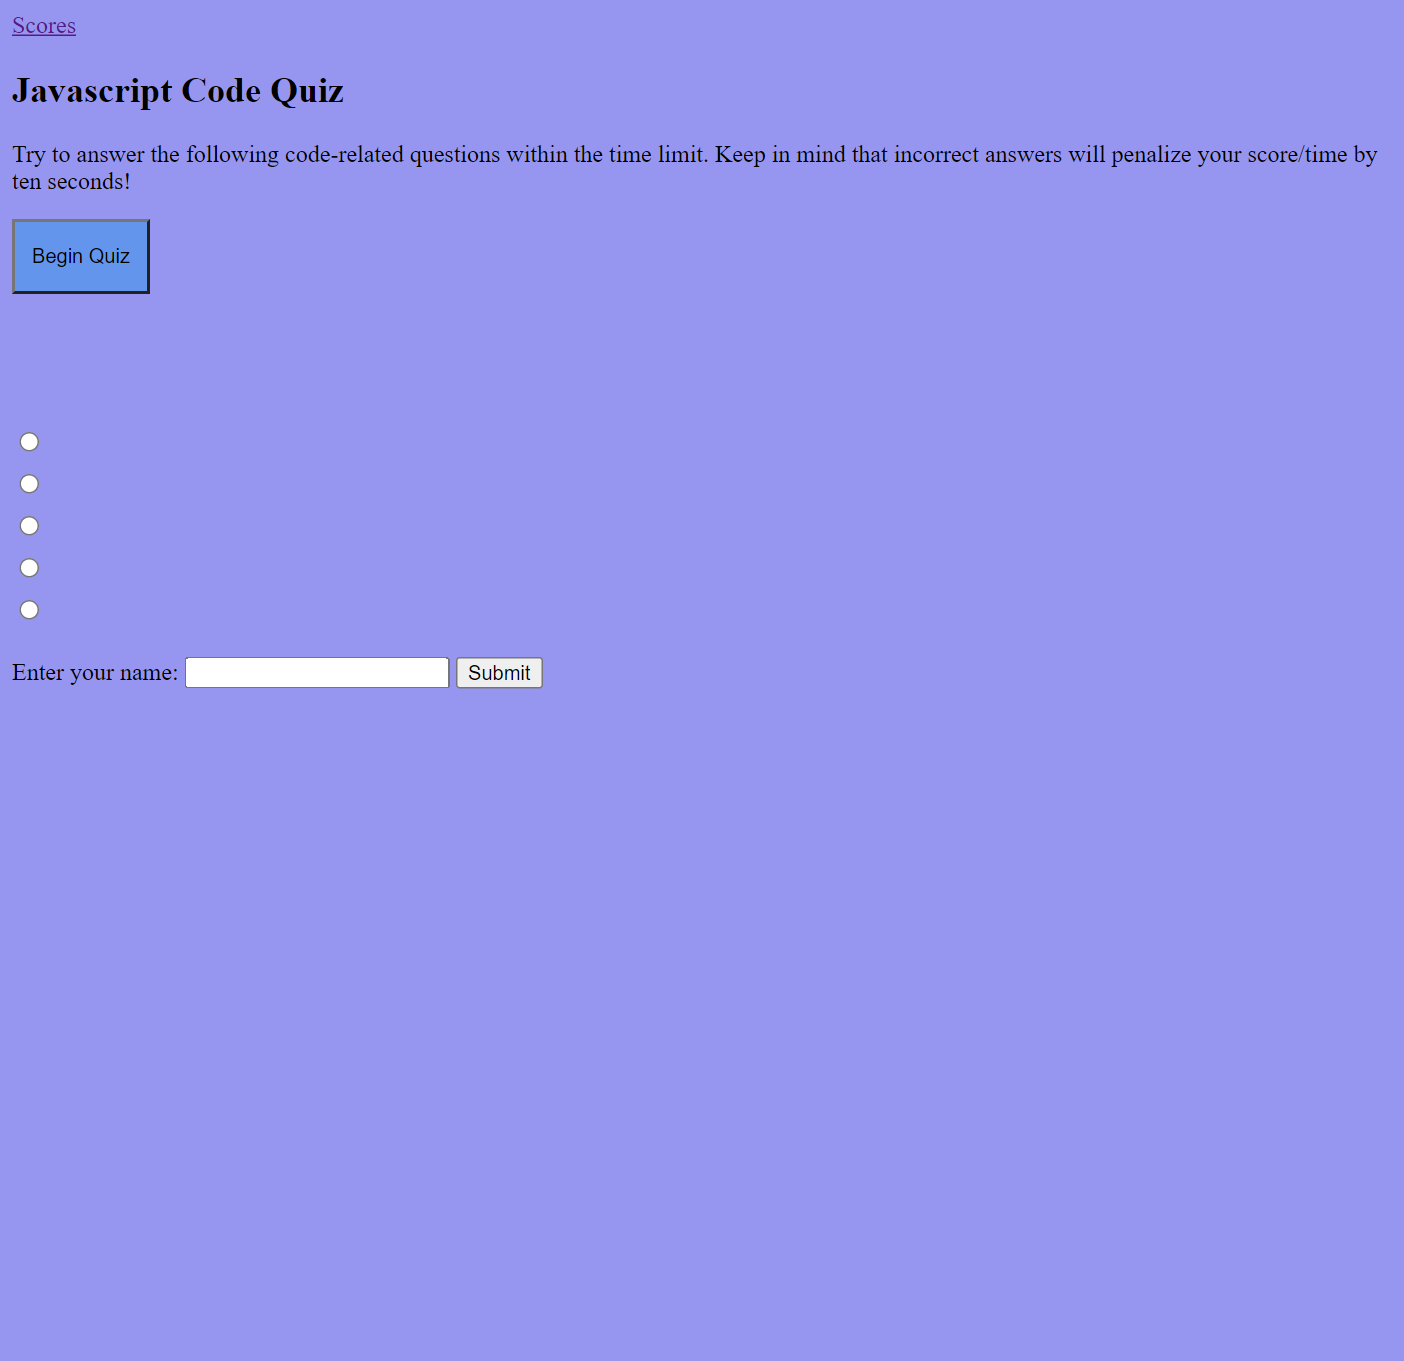 Scores
Javascript Code Quiz
Try to answer the following code-related questions within the time limit. Keep in mind that incorrect answers will penalize your score/time by
ten seconds!
Begin Quiz
Enter your name: Submit